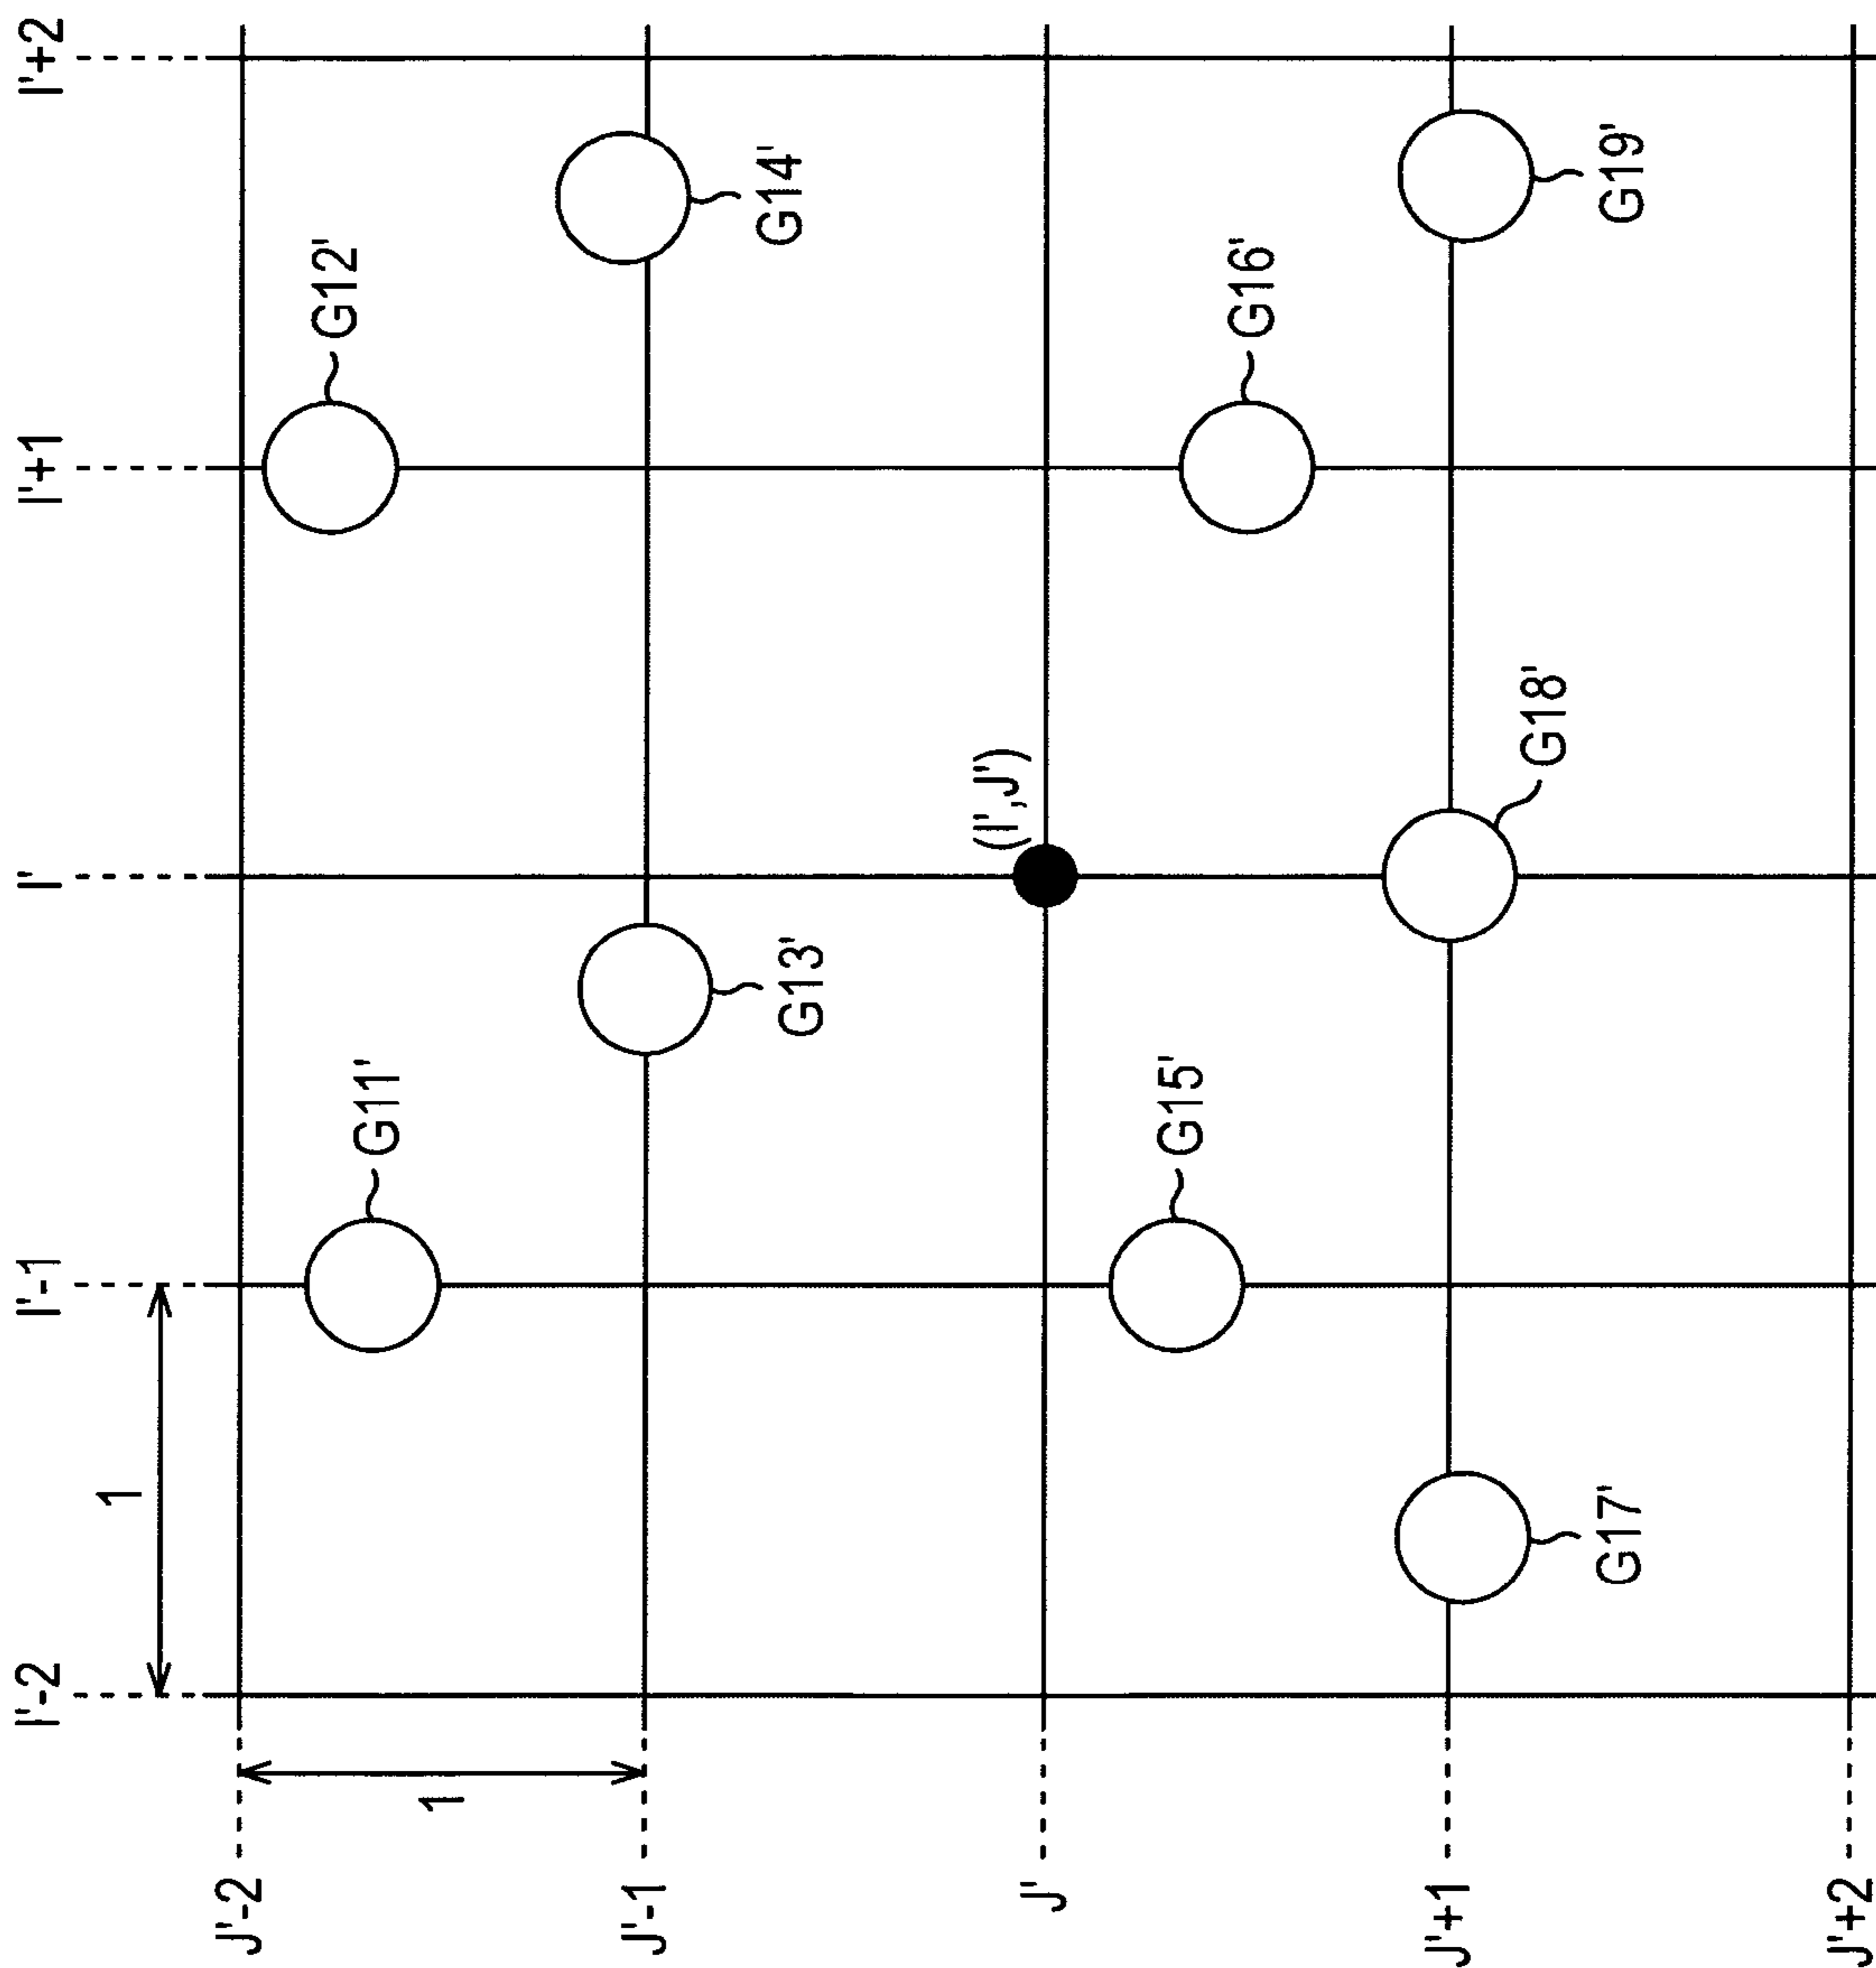 I'-2
I'-1
I'
I'+1
I'+2
1
J'-2
1
G12'
G11'
J'-1
G14'
G13'
J'
(I',J')
G15'
G16'
J'+1
G18'
G17'
G19'
J'+2